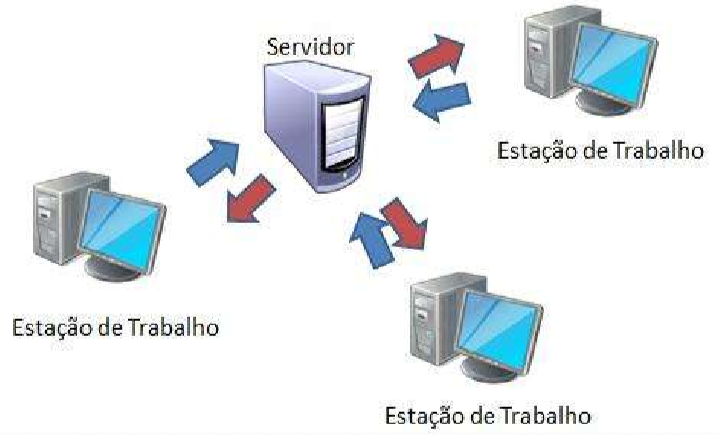 Servidor
Estação de Trabalho
Estação de Trabalho
Estação de Trabalho